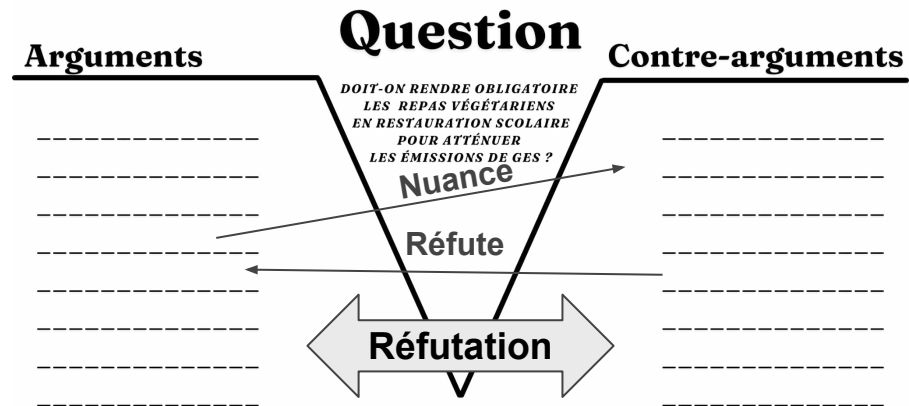 Question
Arguments
Contre-arguments
DOIT-ON RENDRE OBLIGATOIRE
LES REPAS VÉGÉTARIENS
EN RESTAURATION SCOLAIRE
POUR ATTÉNUER
LES ÉMISSIONS DE GES ?
Nuance
Réfute
Réfutation